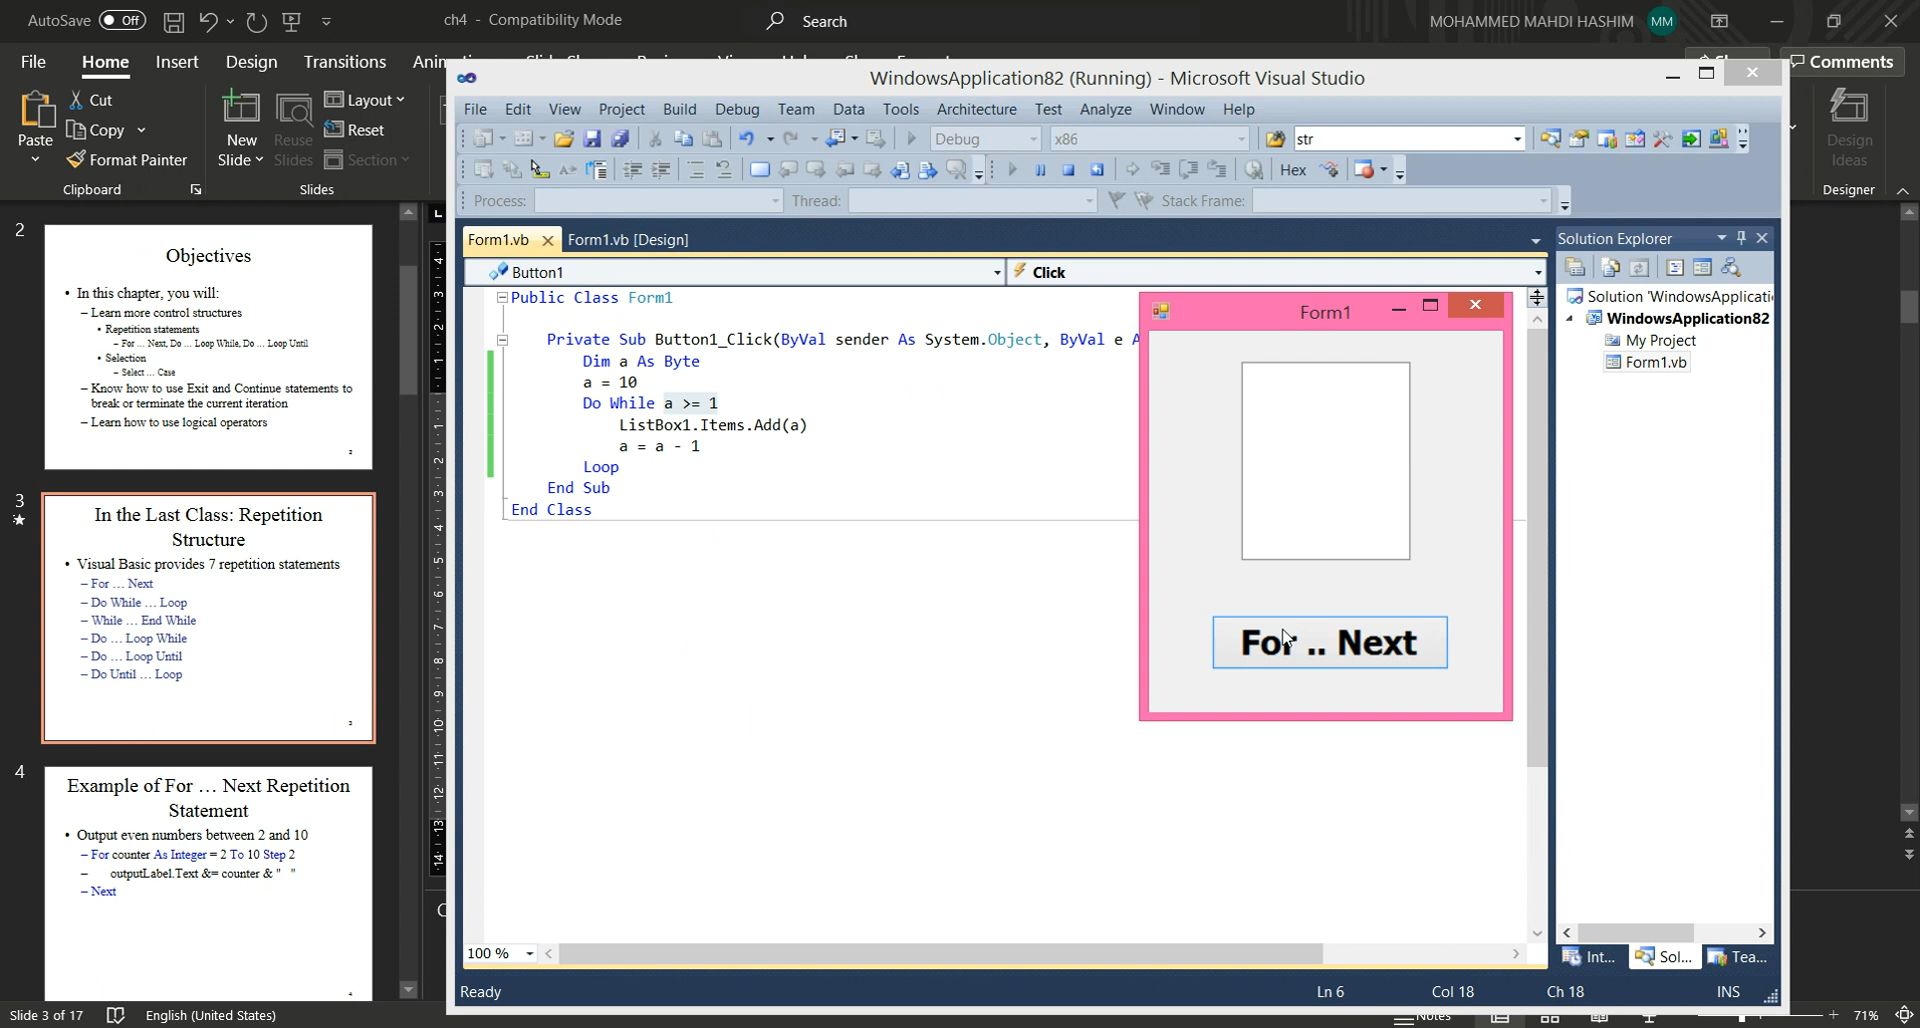 AutoSave Off
ch4 - Compatibility Mode
Search
MOHAMMED MAHDI HASHIM MM
File Home Insert Design Transitions
Comments
Paste
Cut
Copy
Format Painter
Clipboard
New Slide
Reuse Slides
Layout
Reset
Section
Slides
Design Ideas
Designer
2
Objectives
• In this chapter, you will:
– Learn more control structures
• Repetition statements
– For … Next, Do … Loop While, Do … Loop Until
• Selection
– Select … Case
– Know how to use Exit and Continue statements to
break or terminate the current iteration
– Learn how to use logical operators
2
3
In the Last Class: Repetition
Structure
• Visual Basic provides 7 repetition statements
– For … Next
– Do While … Loop
– While … End While
– Do … Loop While
– Do … Loop Until
– Do Until … Loop
3
4
Example of For … Next Repetition
Statement
• Output even numbers between 2 and 10
– For counter As Integer = 2 To 10 Step 2
– outputLabel.Text &= counter & " "
– Next
4
Slide 3 of 17
English (United States)
Notes
71%
WindowsApplication82 (Running) - Microsoft Visual Studio
File Edit View Project Build Debug Team Data Tools Architecture Test Analyze Window Help
Debug
x86
str
Hex
Process:
Thread:
Stack Frame:
Form1.vb
Form1.vb [Design]
Button1
Click
Public Class Form1
Private Sub Button1_Click(ByVal sender As System.Object, ByVal e A
Dim a As Byte
a = 10
Do While a >= 1
ListBox1.Items.Add(a)
a = a - 1
Loop
End Sub
End Class
Form1
For .. Next
Solution Explorer
Solution 'WindowsApplicati
WindowsApplication82
My Project
Form1.vb
Int...
Sol...
Tea...
100 %
Ready
Ln 6
Col 18
Ch 18
INS